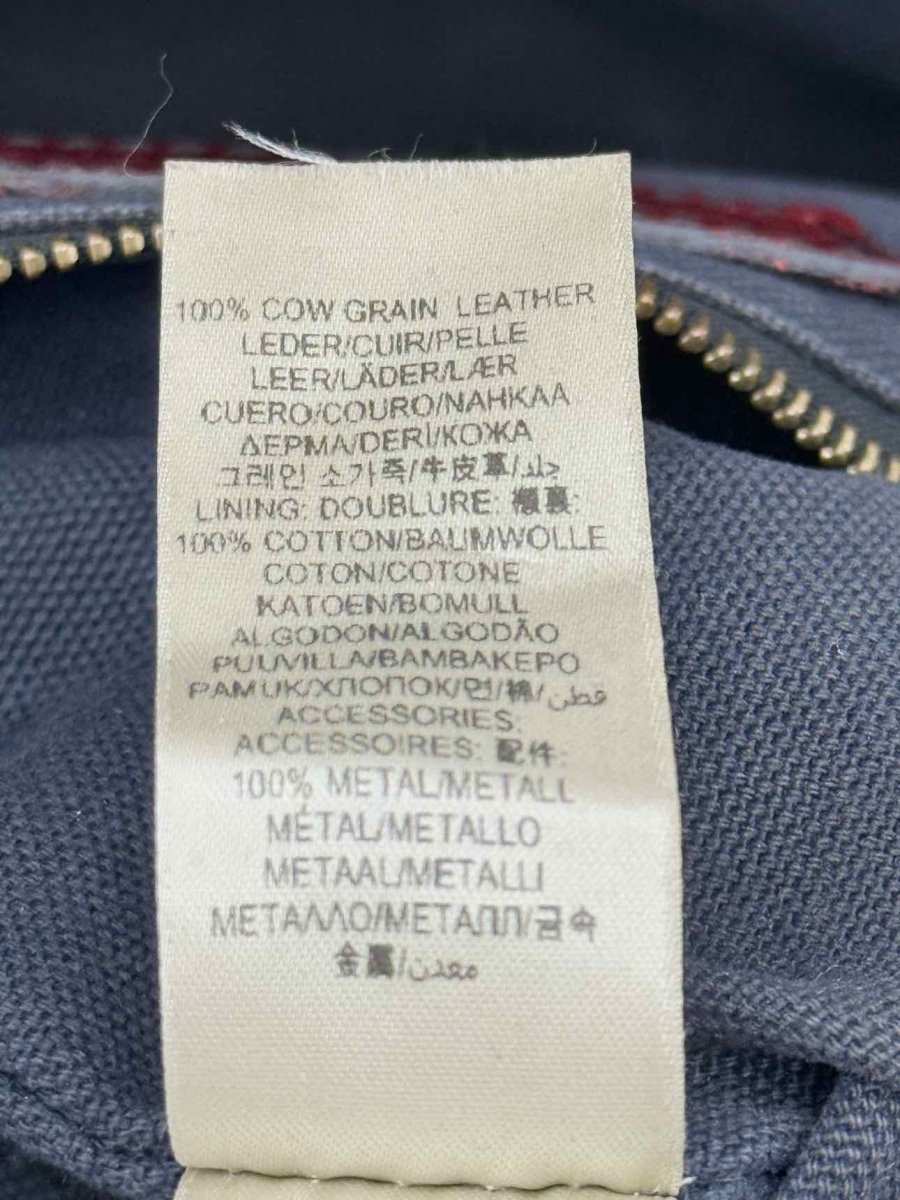 100% COW GRAIN LEATHER
LEDER/CUIR/PELLE
LEER/LÄDER/LÆR
CUERO/COURO/NAHKAA
ΔΕΡΜΑ/DERİ/КОЖА
그레인 소가죽/牛皮革/جلد
LINING: DOUBLURE: 襯裏:
100% COTTON/BAUMWOLLE
COTON/COTONE
KATOEN/BOMULL
ALGODON/ALGODÃO
PUUVILLA/BAMBAKEPO
PAMUK/ХЛОПОК/면/棉/قطن
ACCESSORIES:
ACCESSOIRES: 配件:
100% METAL/METALL
MÉTAL/METALLO
METAAL/METALLI
ΜΕΤΑΛΛΟ/МЕТАЛЛ/금속
金屬/معدن